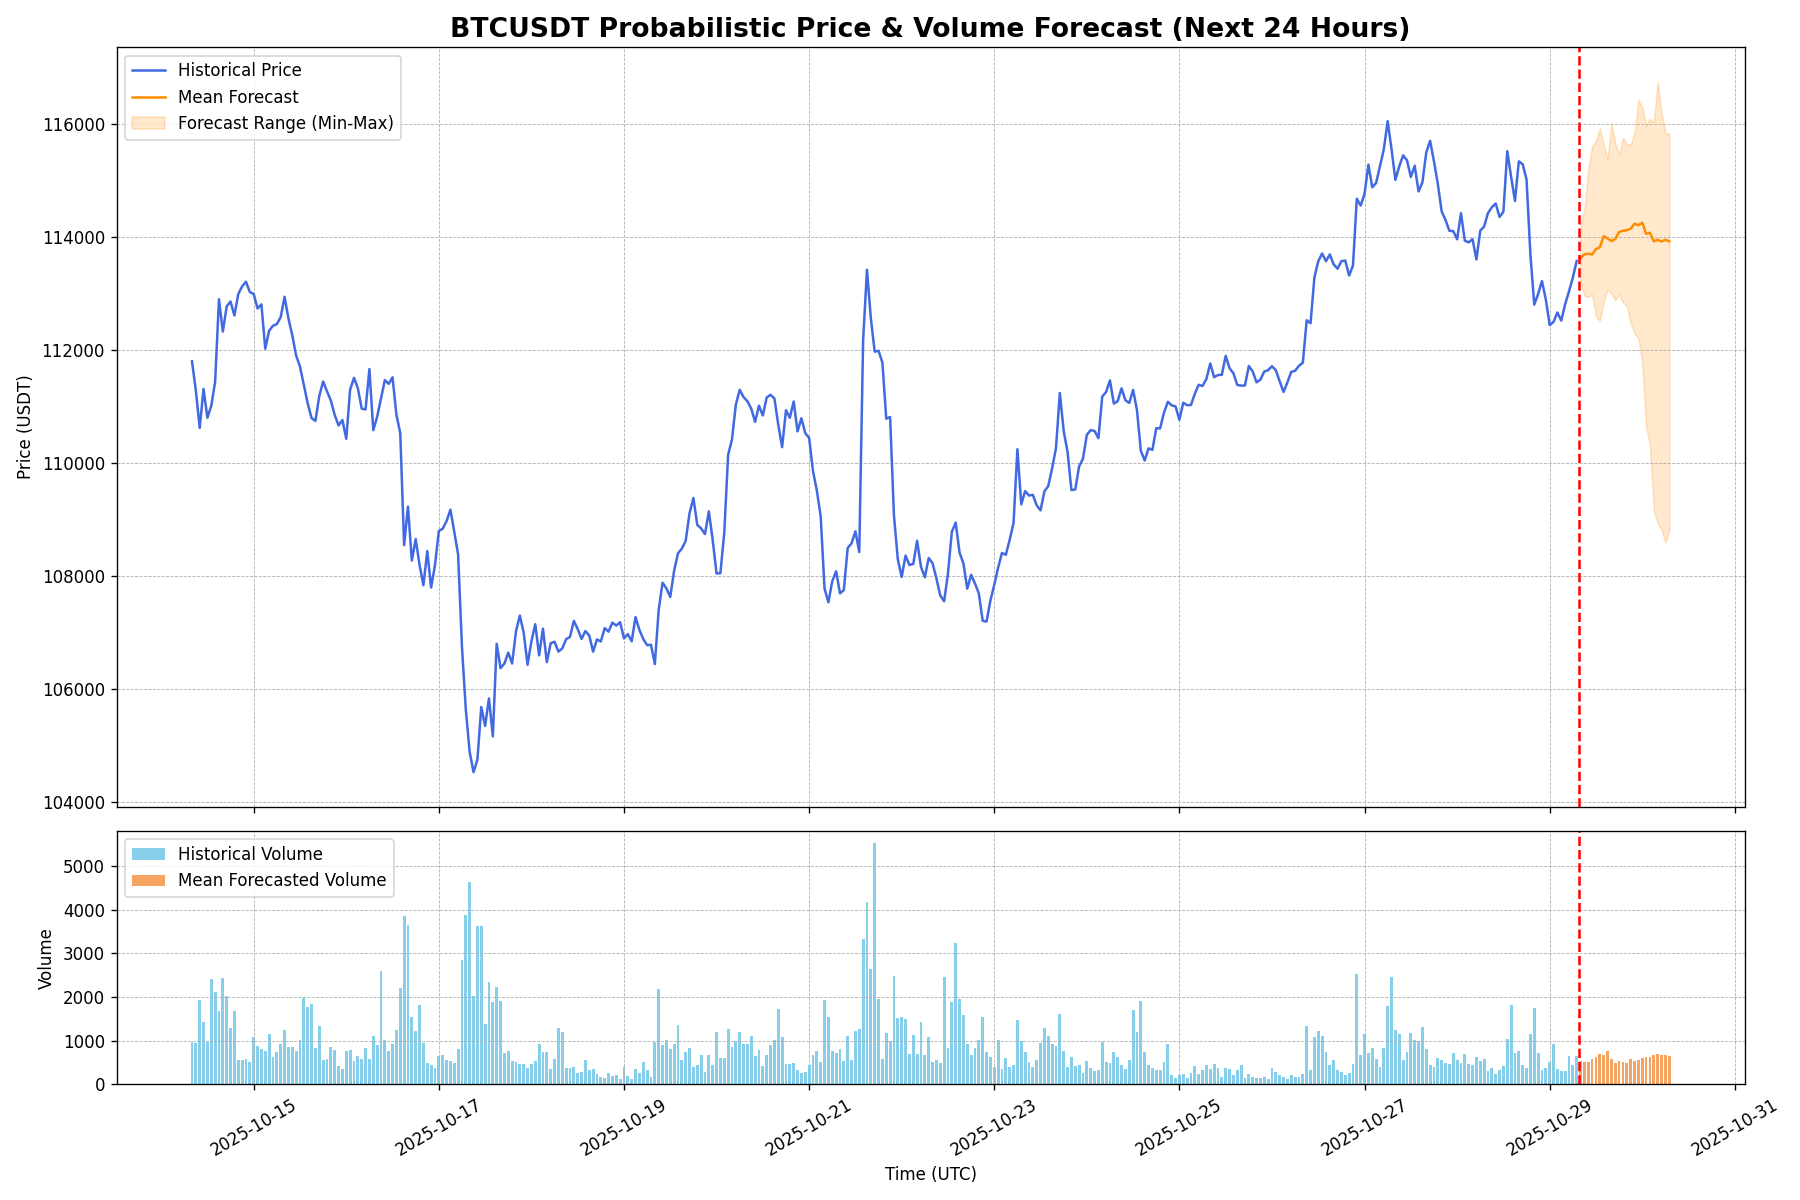 BTCUSDT Probabilistic Price & Volume Forecast (Next 24 Hours)
Historical Price
Mean Forecast
Forecast Range (Min-Max)
116000
114000
112000
110000
108000
106000
104000
Price (USDT)
Historical Volume
Mean Forecasted Volume
5000
4000
3000
2000
1000
0
Volume
2025-10-15
2025-10-17
2025-10-19
2025-10-21
2025-10-23
2025-10-25
2025-10-27
2025-10-29
2025-10-31
Time (UTC)